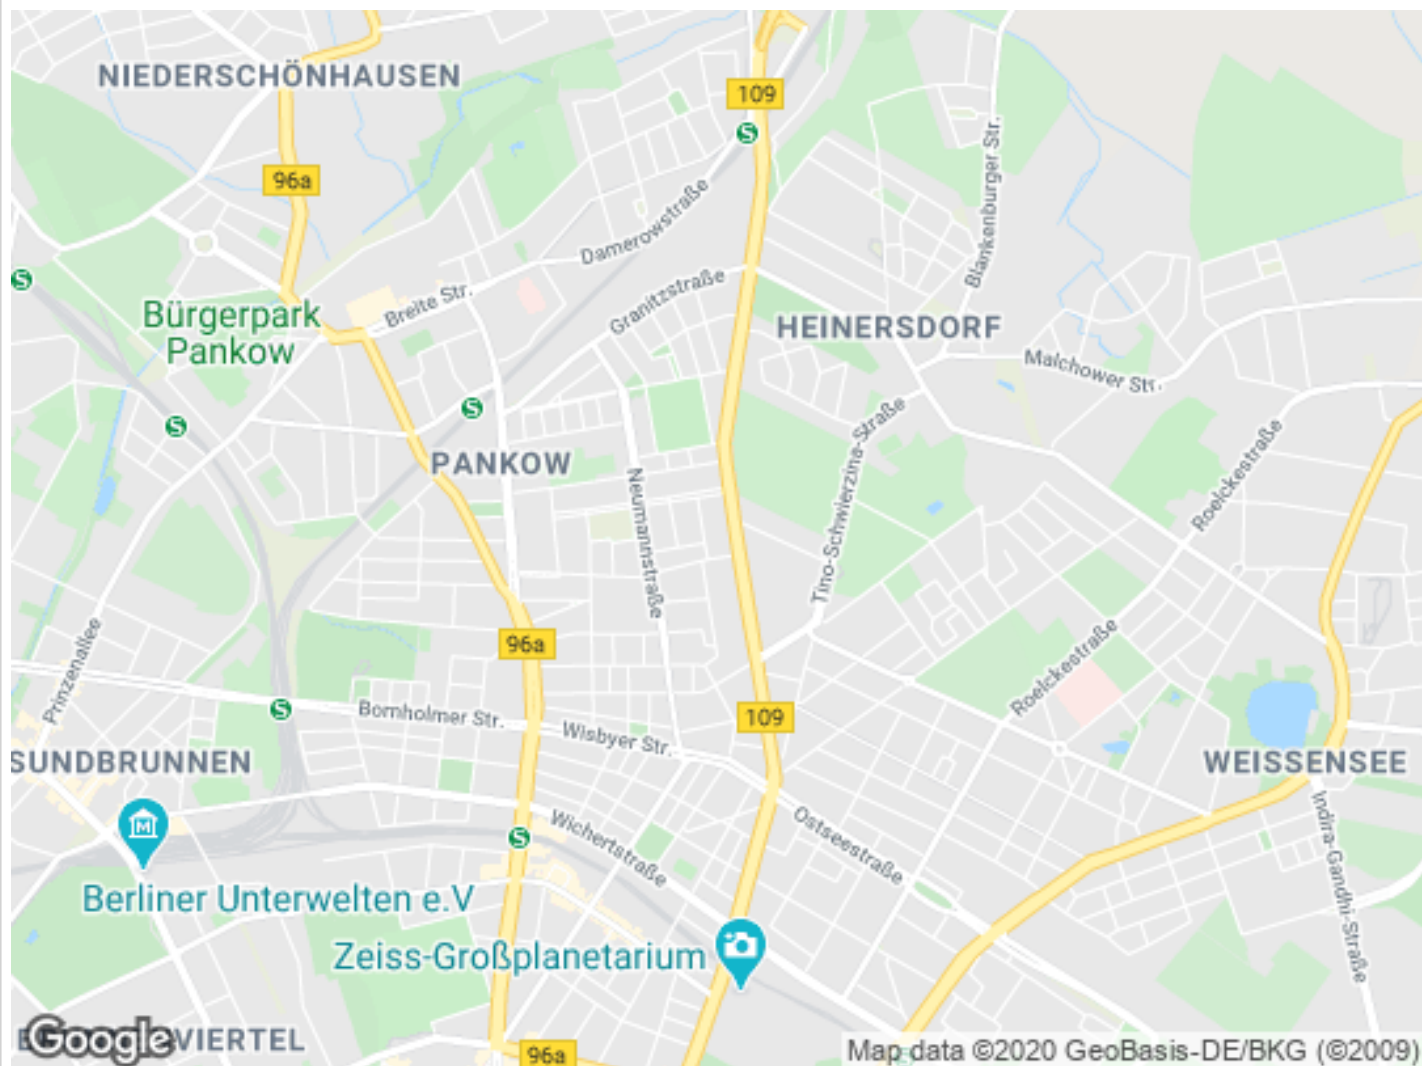 NIEDERSCHÖNHAUSEN
109
S
96a
Blankenburger Str.
Damerowstraße
S
Granitzstraße
Breite Str.
Bürgerpark
Pankow
HEINERSDORF
Malchower Str.
S
S
Tino-Schwierzina-Straße
Roelckestraße
PANKOW
Neumannstraße
96a
Prinzenallee
Roelckestraße
S
Bornholmer Str.
109
Wisbyer Str.
SUNDBRUNNEN
WEISSENSEE
M
S
Wichertstraße
Ostseestraße
Indira-Gandhi-Straße
Berliner Unterwelten e.V
Zeiss-Großplanetarium
Google
VIERTEL
96a
Map data ©2020 GeoBasis-DE/BKG (©2009)